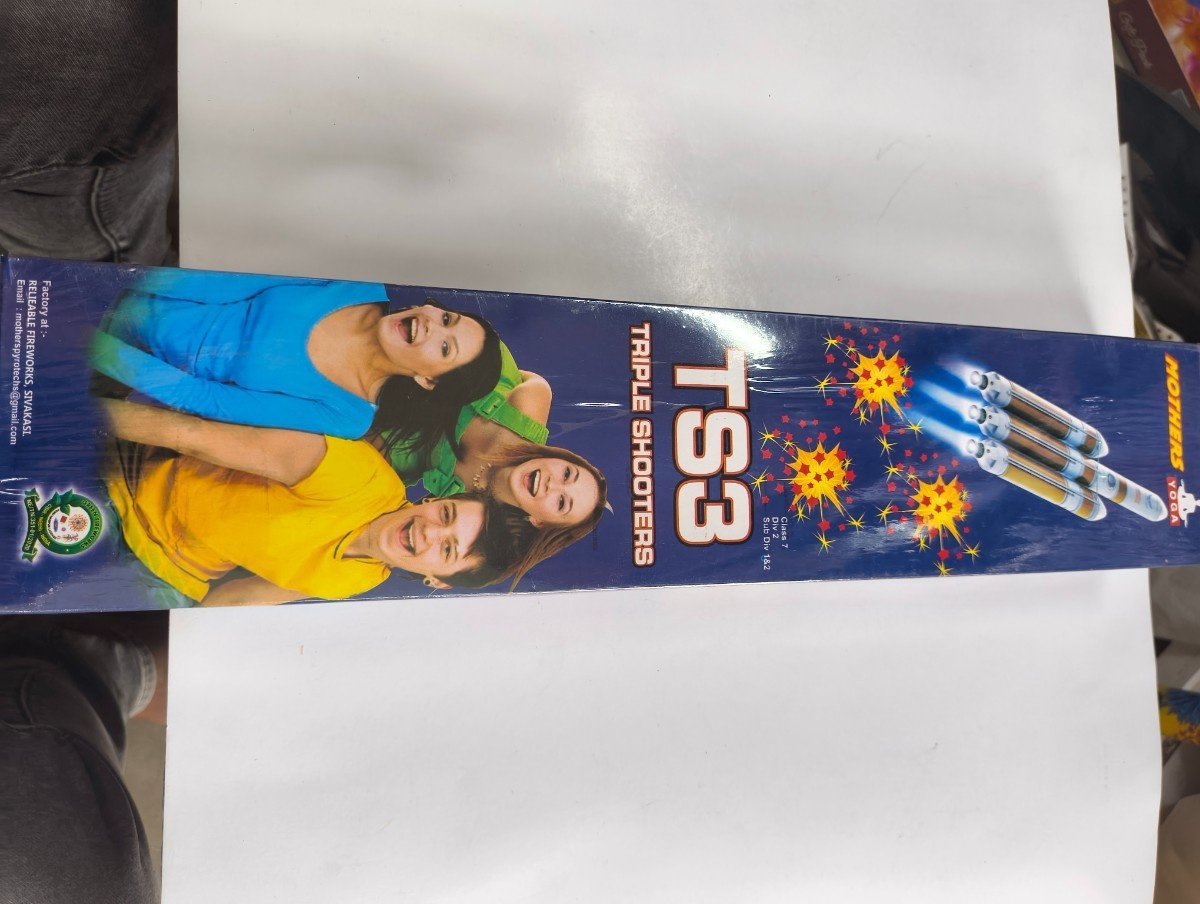 MOTHERS
YOGA
Class 7
Div 2
Sub Div 1&2
TS3
TRIPLE SHOOTERS
Factory at :-
RELIEABLE FIREWORKS, SIVAKASI.
Email : motherspyrotechs@gmail.com